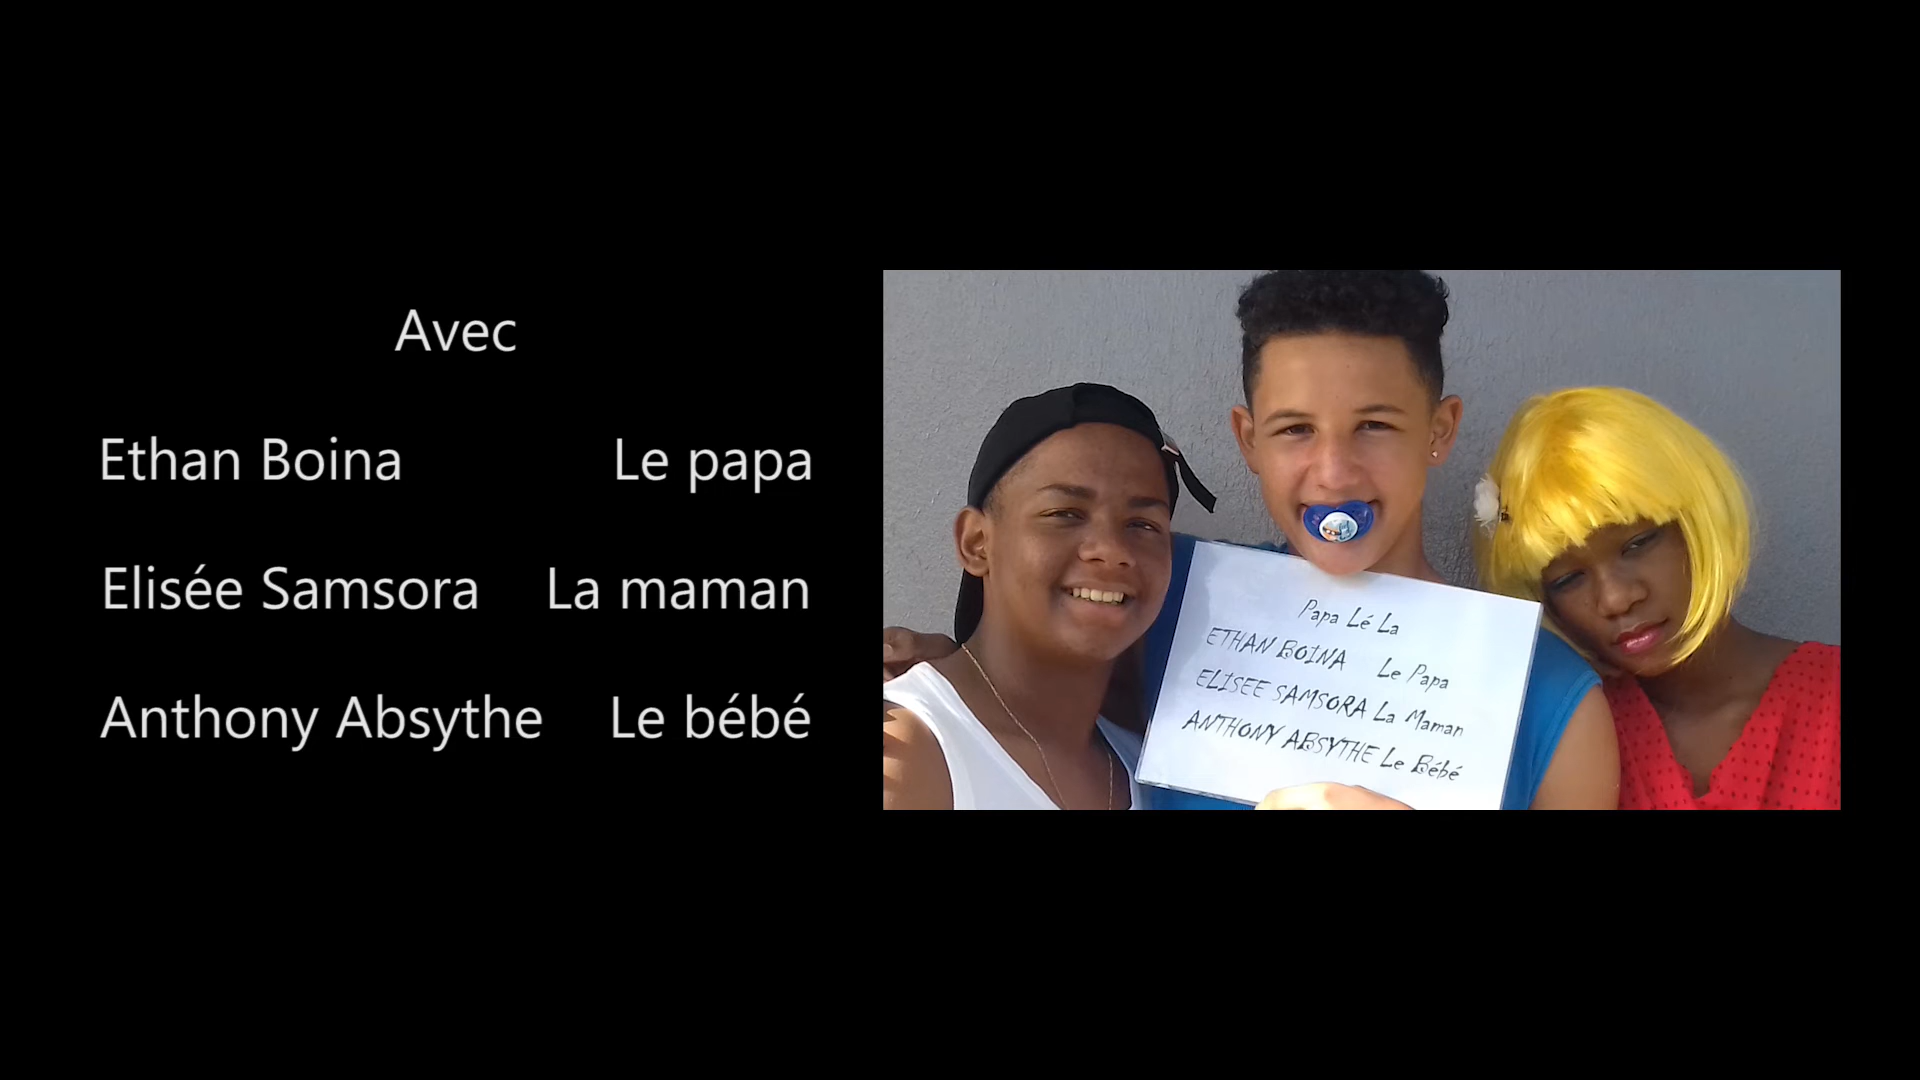 Avec
Ethan Boina Le papa
Elisée Samsora La maman
Anthony Absythe Le bébé
Papa Lé La
ETHAN BOINA Le Papa
ELISEE SAMSORA La Maman
ANTHONY ABSYTHE Le Bébé